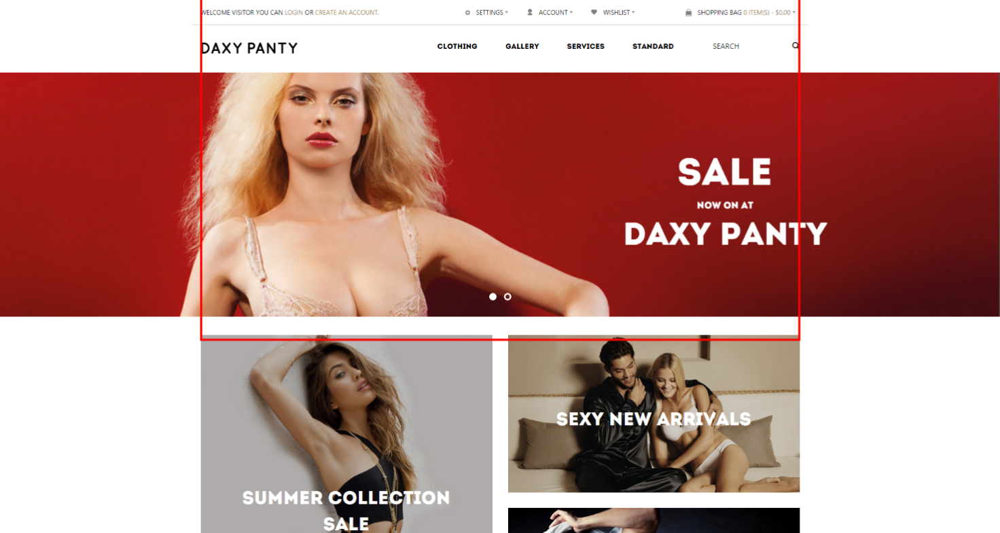 WELCOME VISITOR YOU CAN LOGIN OR CREATE AN ACCOUNT.
SETTINGS
ACCOUNT
WISHLIST
SHOPPING BAG 0 ITEM(S) - $0.00
DAXY PANTY
CLOTHING
GALLERY
SERVICES
STANDARD
SEARCH
SALE
NOW ON AT
DAXY PANTY
SEXY NEW ARRIVALS
SUMMER COLLECTION
SALE